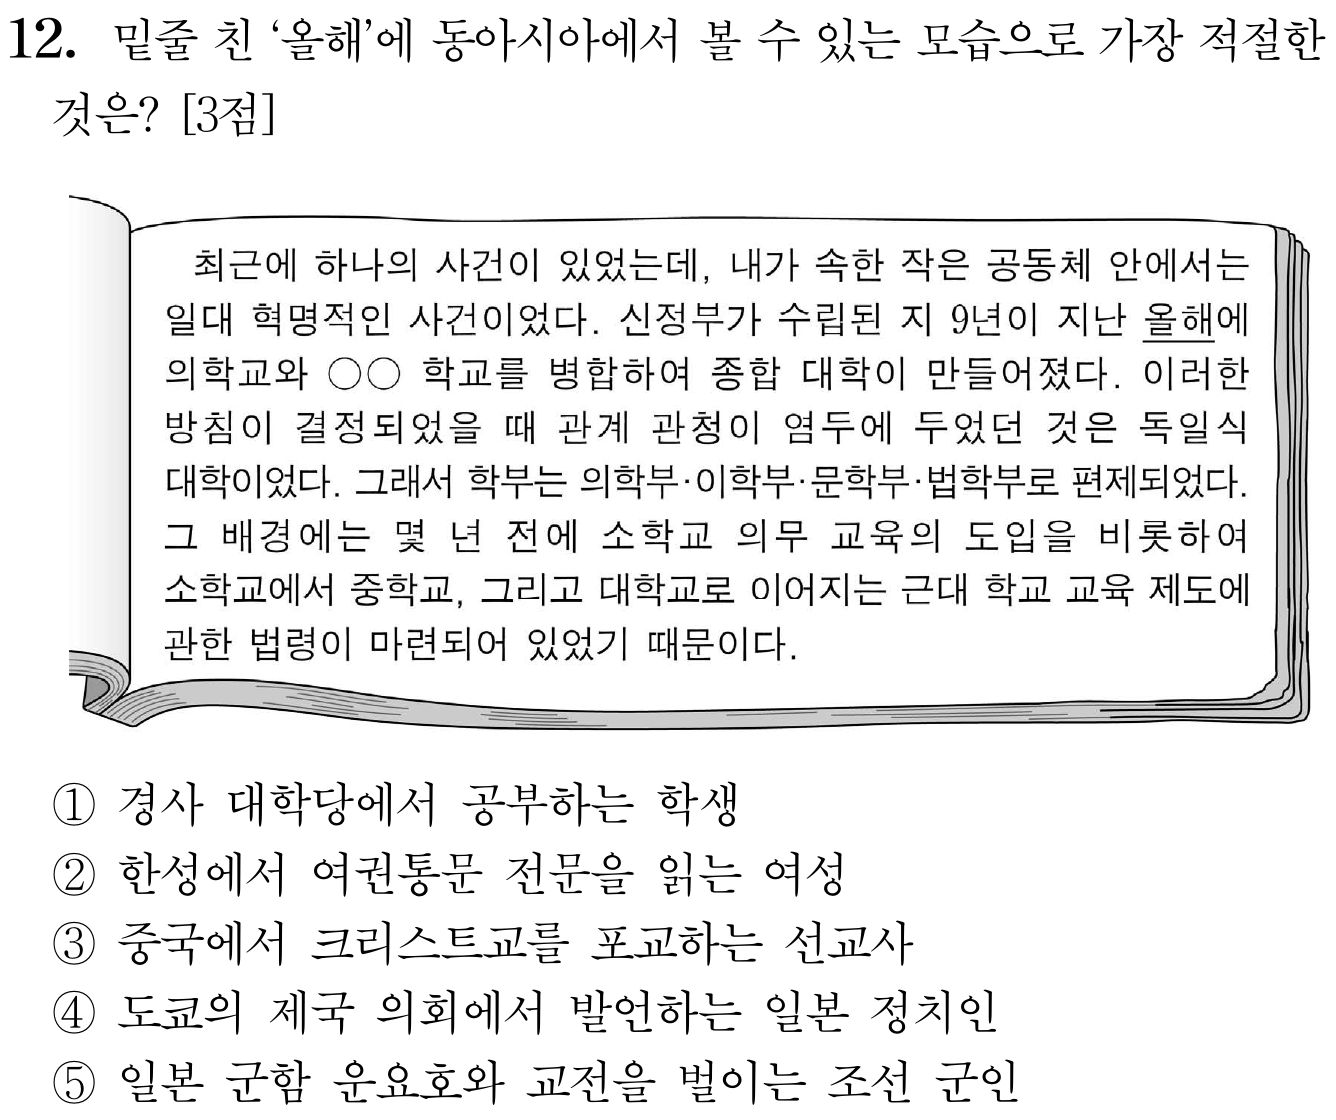 12. 밑줄 친 ‘올해’에 동아시아에서 볼 수 있는 모습으로 가장 적절한
것은? [3점]
최근에 하나의 사건이 있었는데, 내가 속한 작은 공동체 안에서는
일대 혁명적인 사건이었다. 신정부가 수립된 지 9년이 지난 올해에
의학교와 ○○ 학교를 병합하여 종합 대학이 만들어졌다. 이러한
방침이 결정되었을 때 관계 관청이 염두에 두었던 것은 독일식
대학이었다. 그래서 학부는 의학부·이학부·문학부·법학부로 편제되었다.
그 배경에는 몇 년 전에 소학교 의무 교육의 도입을 비롯하여
소학교에서 중학교, 그리고 대학교로 이어지는 근대 학교 교육 제도에
관한 법령이 마련되어 있었기 때문이다.
① 경사 대학당에서 공부하는 학생
② 한성에서 여권통문 전문을 읽는 여성
③ 중국에서 크리스트교를 포교하는 선교사
④ 도쿄의 제국 의회에서 발언하는 일본 정치인
⑤ 일본 군함 운요호와 교전을 벌이는 조선 군인